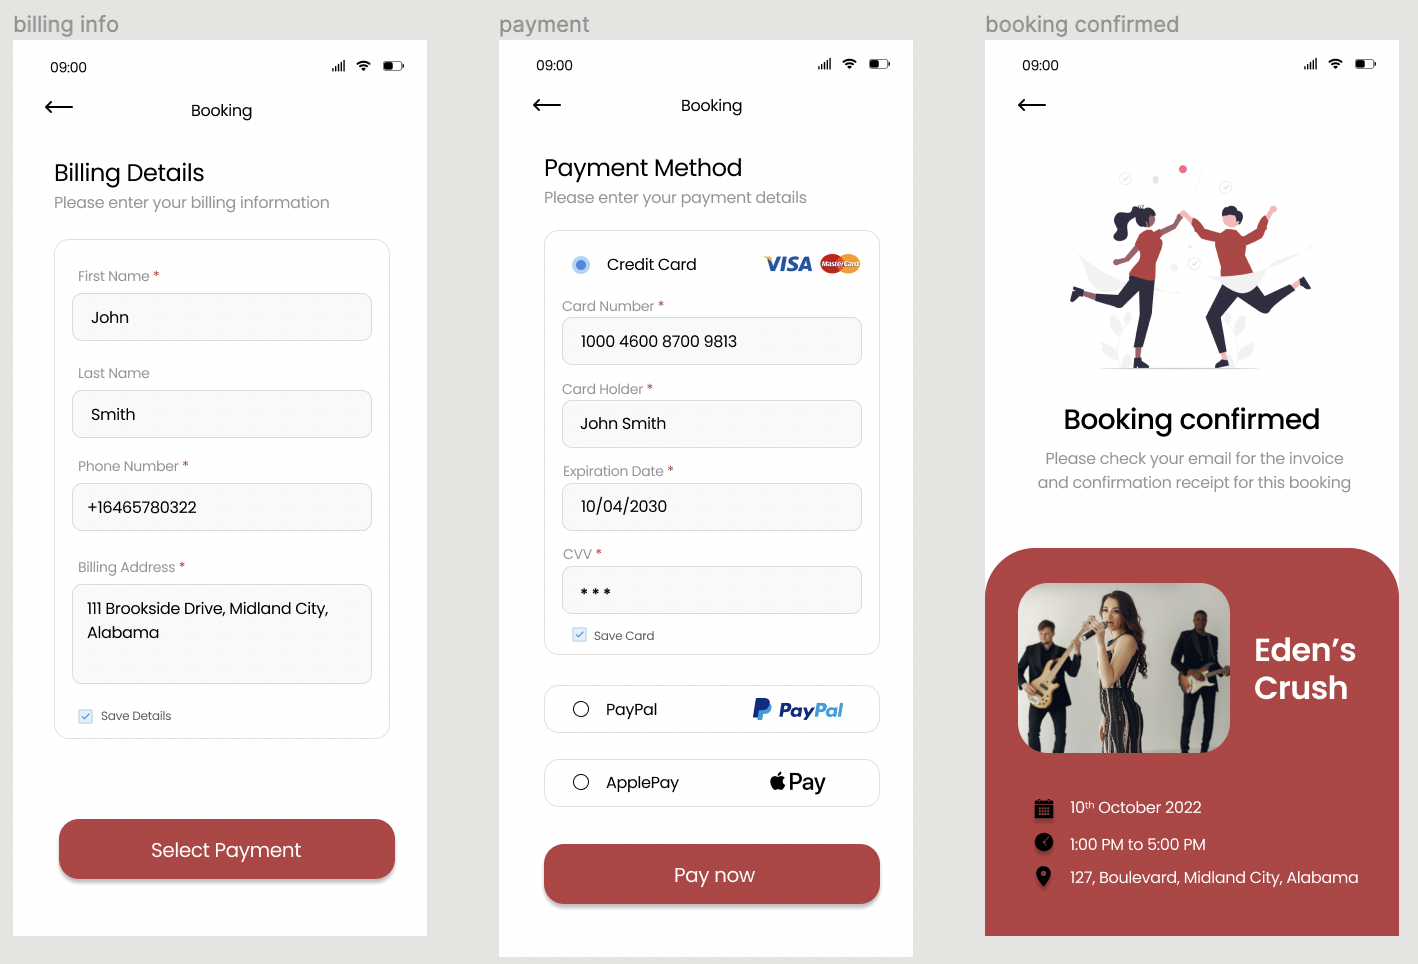 billing info
09:00
Booking
Billing Details
Please enter your billing information
First Name *
John
Last Name
Smith
Phone Number *
+16465780322
Billing Address *
111 Brookside Drive, Midland City,
Alabama
Save Details
Select Payment
payment
09:00
Booking
Payment Method
Please enter your payment details
Credit Card VISA MasterCard
Card Number *
1000 4600 8700 9813
Card Holder *
John Smith
Expiration Date *
10/04/2030
CVV *
* * *
Save Card
PayPal PayPal
ApplePay Pay
Pay now
booking confirmed
09:00
Booking confirmed
Please check your email for the invoice
and confirmation receipt for this booking
Eden’s
Crush
10th October 2022
1:00 PM to 5:00 PM
127, Boulevard, Midland City, Alabama